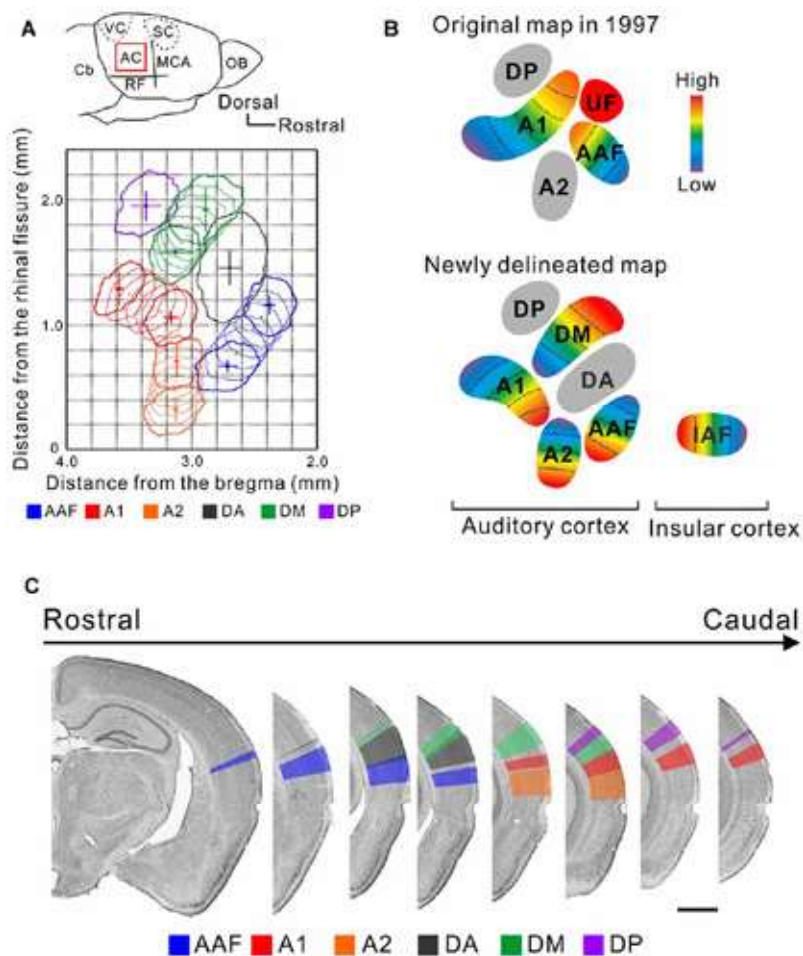 A
VC
SC
AC
MCA
OB
Cb
RF
Dorsal
Rostral
Distance from the rhinal fissure (mm)
2.0
1.0
0
4.0
3.0
2.0
Distance from the bregma (mm)
AAF
A1
A2
DA
DM
DP
B
Original map in 1997
DP
UF
A1
AAF
A2
High
Low
Newly delineated map
DP
DM
A1
DA
A2
AAF
IAF
Auditory cortex
Insular cortex
C
Rostral
Caudal
AAF
A1
A2
DA
DM
DP